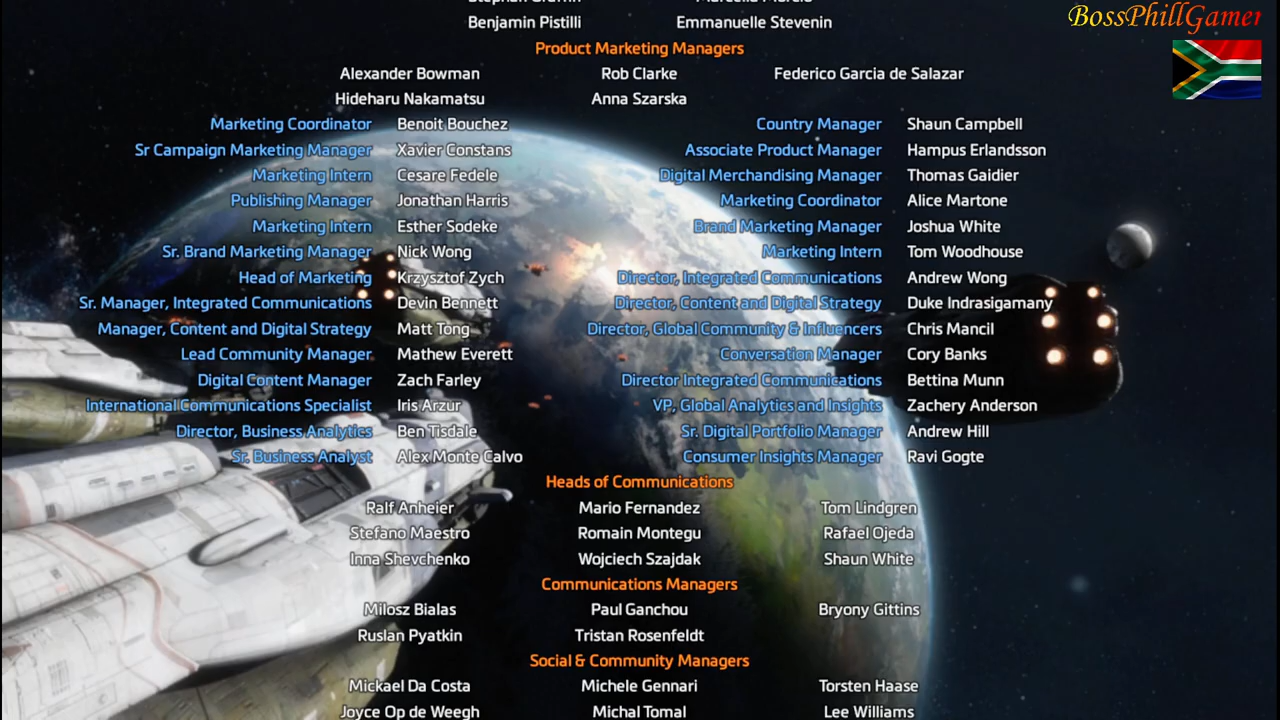 BossPhillGamer
Benjamin Pistilli Emmanuelle Stevenin
Product Marketing Managers
Alexander Bowman Rob Clarke Federico Garcia de Salazar
Hideharu Nakamatsu Anna Szarska
Marketing Coordinator Benoit Bouchez Country Manager Shaun Campbell
Sr Campaign Marketing Manager Xavier Constans Associate Product Manager Hampus Erlandsson
Marketing Intern Cesare Fedele Digital Merchandising Manager Thomas Gaidier
Publishing Manager Jonathan Harris Marketing Coordinator Alice Martone
Marketing Intern Esther Sodeke Brand Marketing Manager Joshua White
Sr. Brand Marketing Manager Nick Wong Marketing Intern Tom Woodhouse
Head of Marketing Krzysztof Zych Director, Integrated Communications Andrew Wong
Sr. Manager, Integrated Communications Devin Bennett Director, Content and Digital Strategy Duke Indrasigamany
Manager, Content and Digital Strategy Matt Tong Director, Global Community & Influencers Chris Mancil
Lead Community Manager Mathew Everett Conversation Manager Cory Banks
Digital Content Manager Zach Farley Director Integrated Communications Bettina Munn
International Communications Specialist Iris Arzur VP, Global Analytics and Insights Zachery Anderson
Director, Business Analytics Ben Tisdale Sr. Digital Portfolio Manager Andrew Hill
Sr. Business Analyst Alex Monte Calvo Consumer Insights Manager Ravi Gogte
Heads of Communications
Ralf Anheier Mario Fernandez Tom Lindgren
Stefano Maestro Romain Montegu Rafael Ojeda
Inna Shevchenko Wojciech Szajdak Shaun White
Communications Managers
Milosz Bialas Paul Ganchou Bryony Gittins
Ruslan Pyatkin Tristan Rosenfeldt
Social & Community Managers
Mickael Da Costa Michele Gennari Torsten Haase
Joyce Op de Weegh Michal Tomal Lee Williams